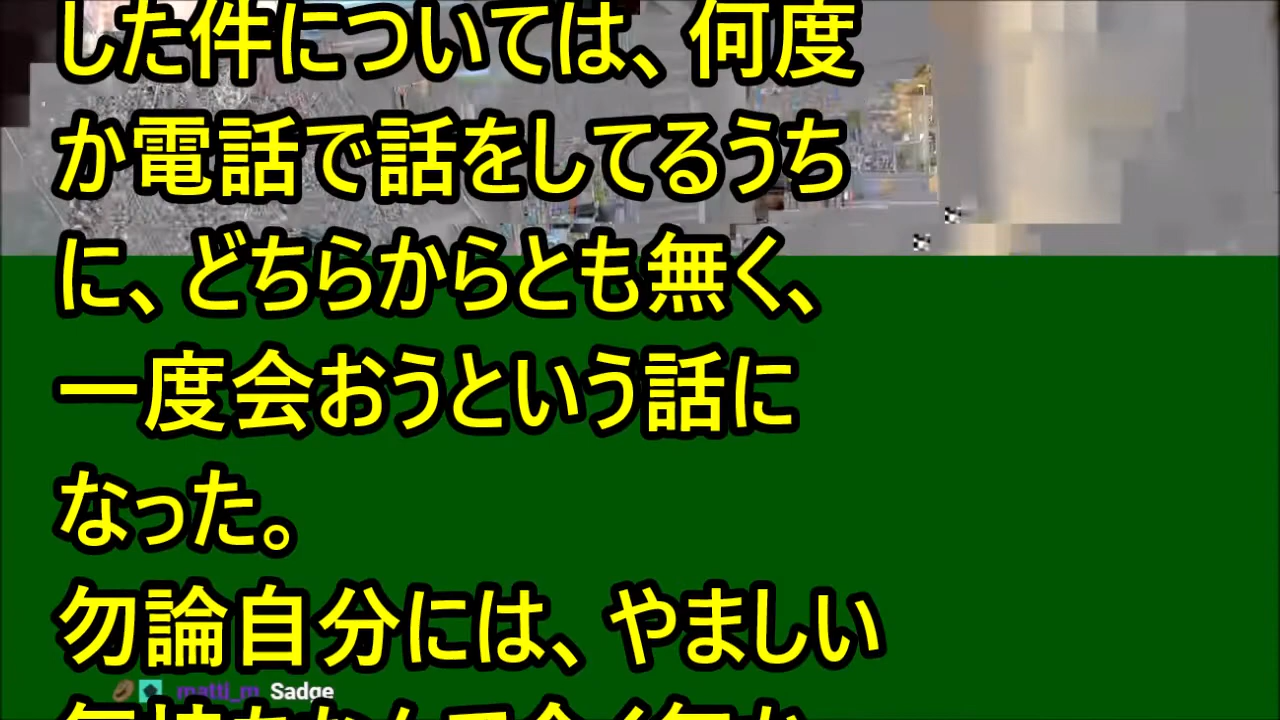 した件については、何度
か電話で話をしてるうち
に、どちらからとも無く、
一度会おうという話に
なった。
勿論自分には、やましい
matti_m Sadge